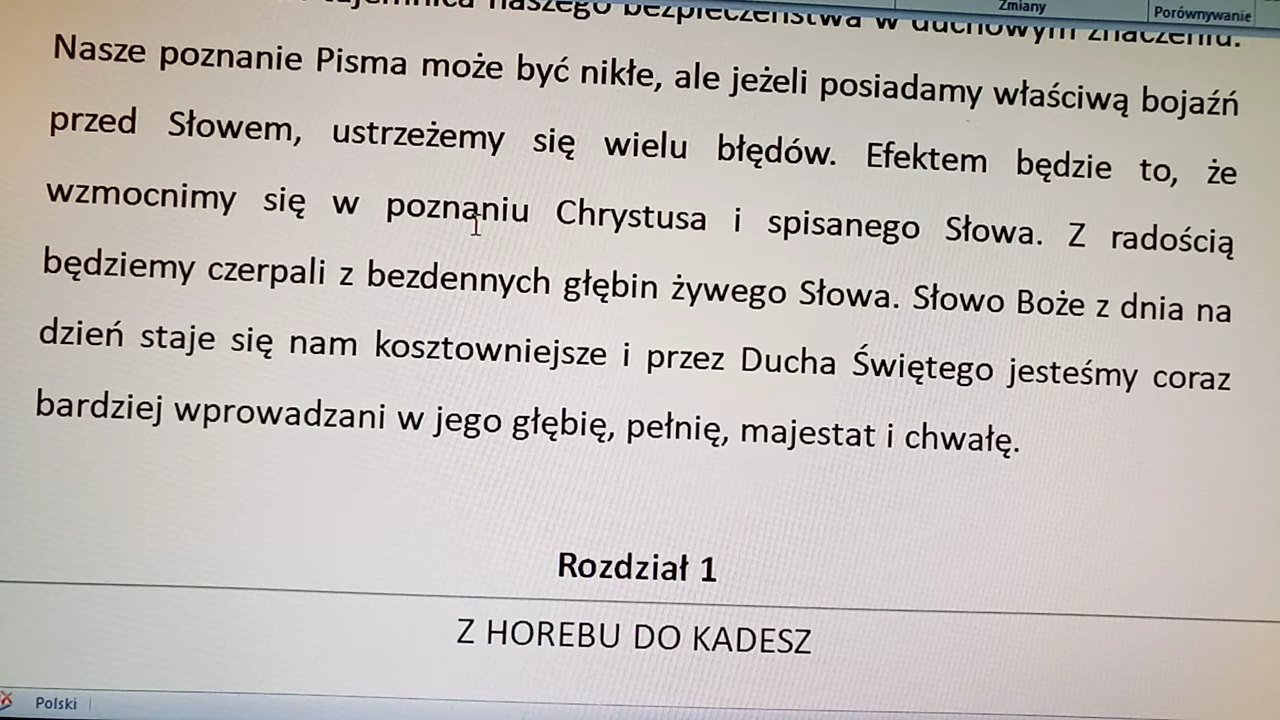 Zmiany
Porównywanie
tajemnica naszego bezpieczeństwa w duchowym znaczeniu.
Nasze poznanie Pisma może być nikłe, ale jeżeli posiadamy właściwą bojaźń
przed Słowem, ustrzeżemy się wielu błędów. Efektem będzie to, że
wzmocnimy się w poznaniu Chrystusa i spisanego Słowa. Z radością
będziemy czerpali z bezdennych głębin żywego Słowa. Słowo Boże z dnia na
dzień staje się nam kosztowniejsze i przez Ducha Świętego jesteśmy coraz
bardziej wprowadzani w jego głębię, pełnię, majestat i chwałę.
Rozdział 1
Z HOREBU DO KADESZ
Polski